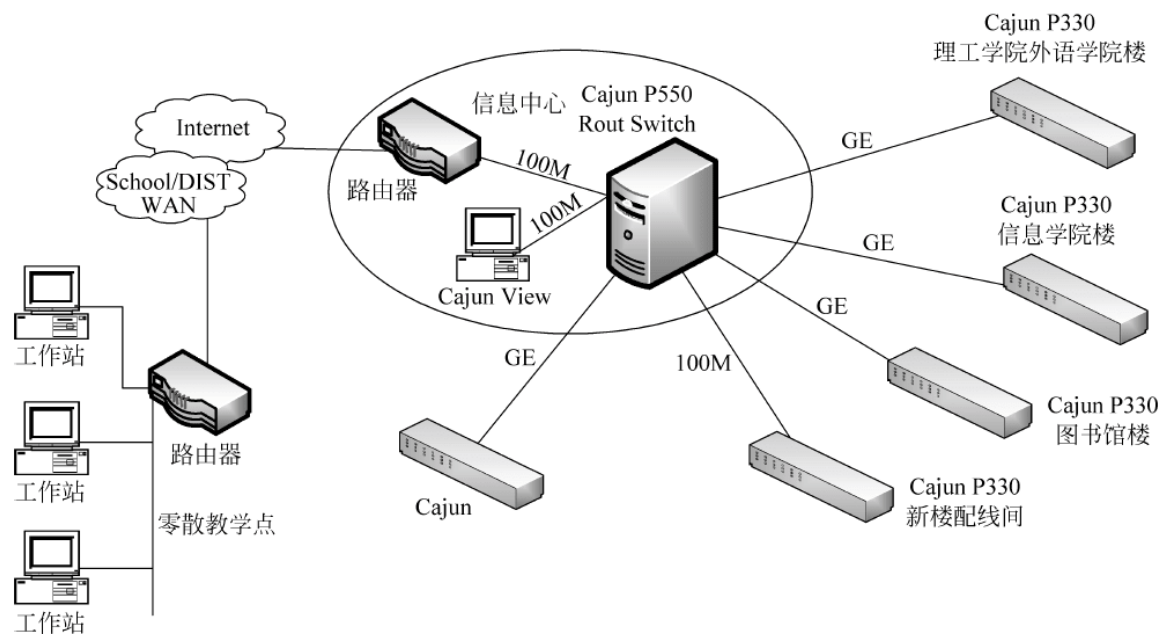 Cajun P330
理工学院外语学院楼
信息中心
Cajun P550
Rout Switch
Internet
School/DIST
WAN
路由器
100M
100M
Cajun View
GE
Cajun P330
信息学院楼
GE
GE
GE
100M
工作站
路由器
Cajun P330
图书馆楼
工作站
Cajun
Cajun P330
新楼配线间
零散教学点
工作站